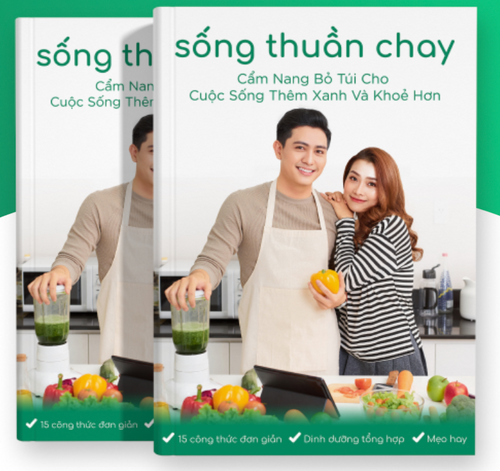 sống thuần chay
Cẩm Nang Bỏ Túi Cho
Cuộc Sống Thêm Xanh Và Khoẻ Hơn
✓ 15 công thức đơn giản ✓ Dinh dưỡng tổng hợp ✓ Mẹo hay
sống th
Cẩm Nan
Cuộc Sống Thêm
✓ 15 công thức đơn giản ✓